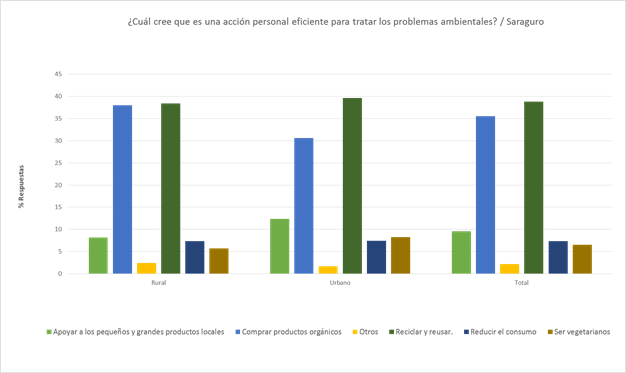 ¿Cuál cree que es una acción personal eficiente para tratar los problemas ambientales? / Saraguro
% Respuestas
45
40
35
30
25
20
15
10
5
0
Rural Urbano Total
Apoyar a los pequeños y grandes productos locales Comprar productos orgánicos Otros Reciclar y reusar. Reducir el consumo Ser vegetarianos